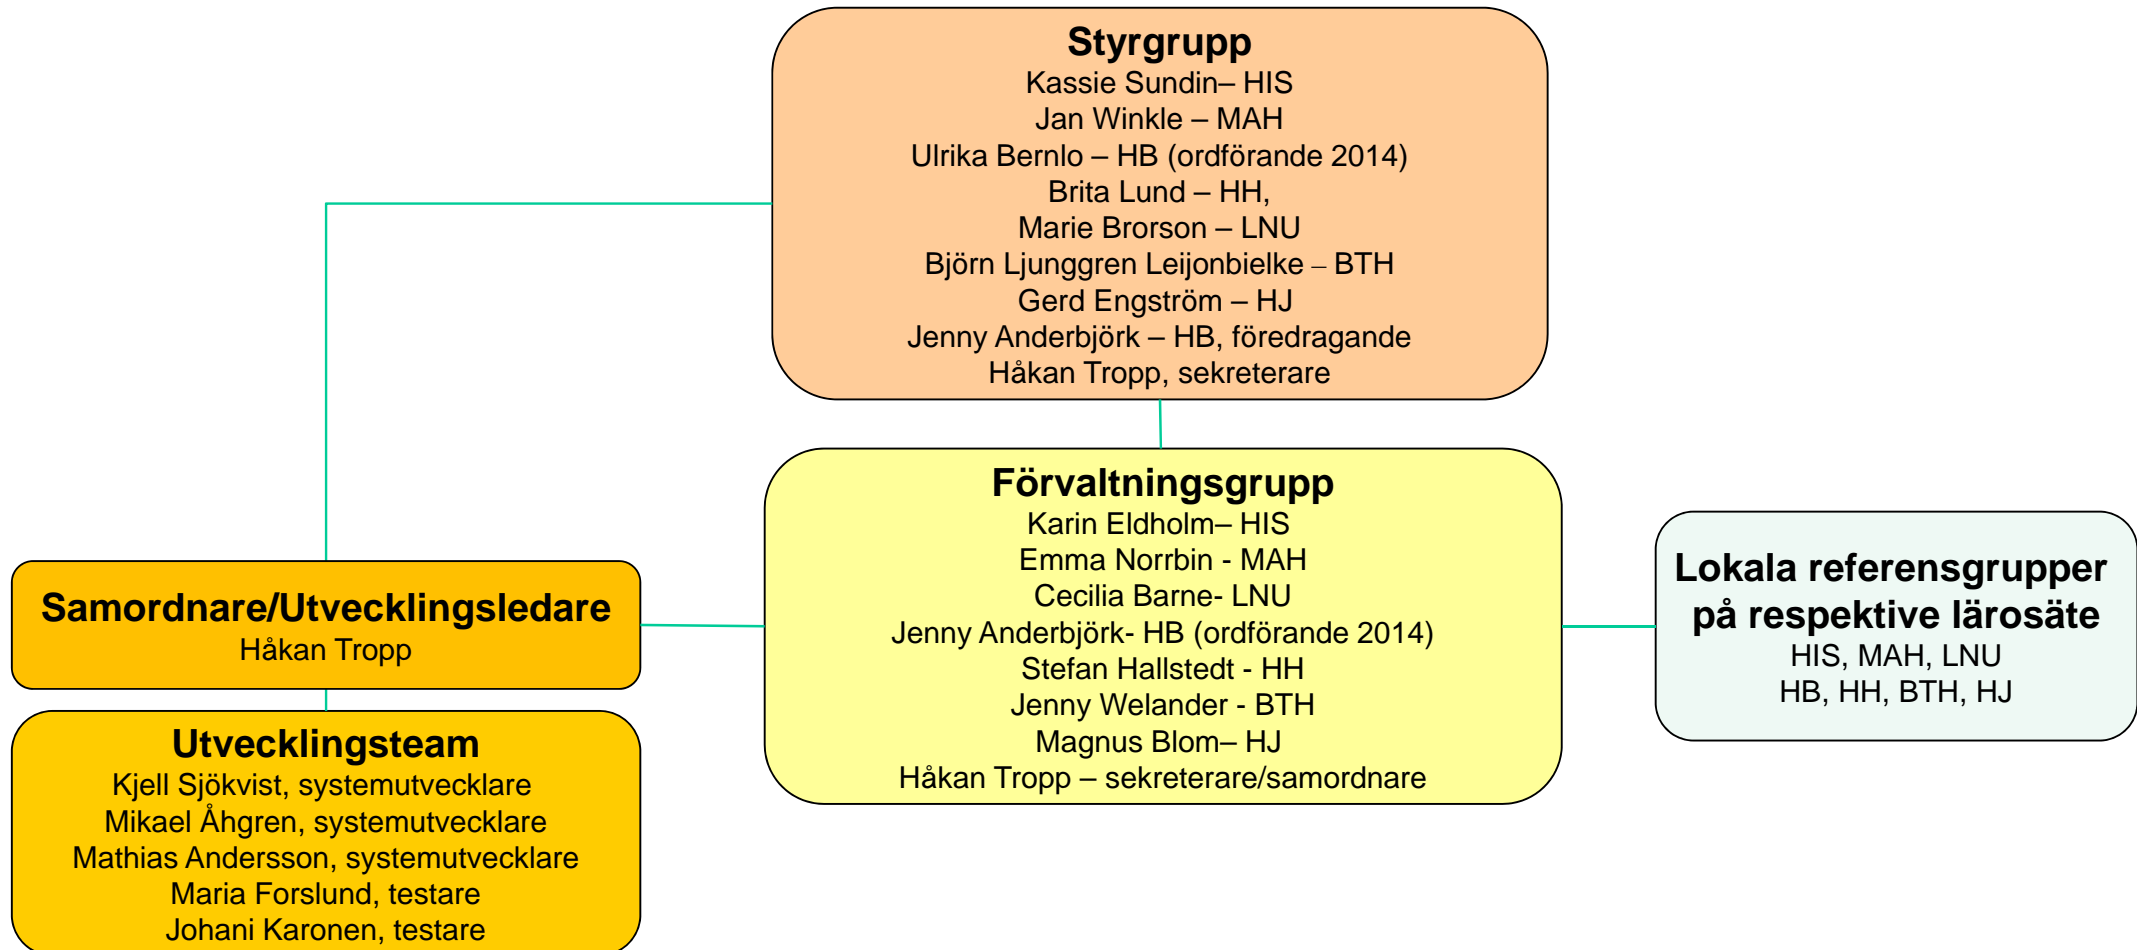 Styrgrupp
Kassie Sundin– HIS
Jan Winkle – MAH
Ulrika Bernlo – HB (ordförande 2014)
Brita Lund – HH,
Marie Brorson – LNU
Björn Ljunggren Leijonbielke – BTH
Gerd Engström – HJ
Jenny Anderbjörk – HB, föredragande
Håkan Tropp, sekreterare
Förvaltningsgrupp
Karin Eldholm– HIS
Emma Norrbin - MAH
Cecilia Barne- LNU
Jenny Anderbjörk- HB (ordförande 2014)
Stefan Hallstedt - HH
Jenny Welander - BTH
Magnus Blom– HJ
Håkan Tropp – sekreterare/samordnare
Lokala referensgrupper
på respektive lärosäte
HIS, MAH, LNU
HB, HH, BTH, HJ
Samordnare/Utvecklingsledare
Håkan Tropp
Utvecklingsteam
Kjell Sjökvist, systemutvecklare
Mikael Åhgren, systemutvecklare
Mathias Andersson, systemutvecklare
Maria Forslund, testare
Johani Karonen, testare